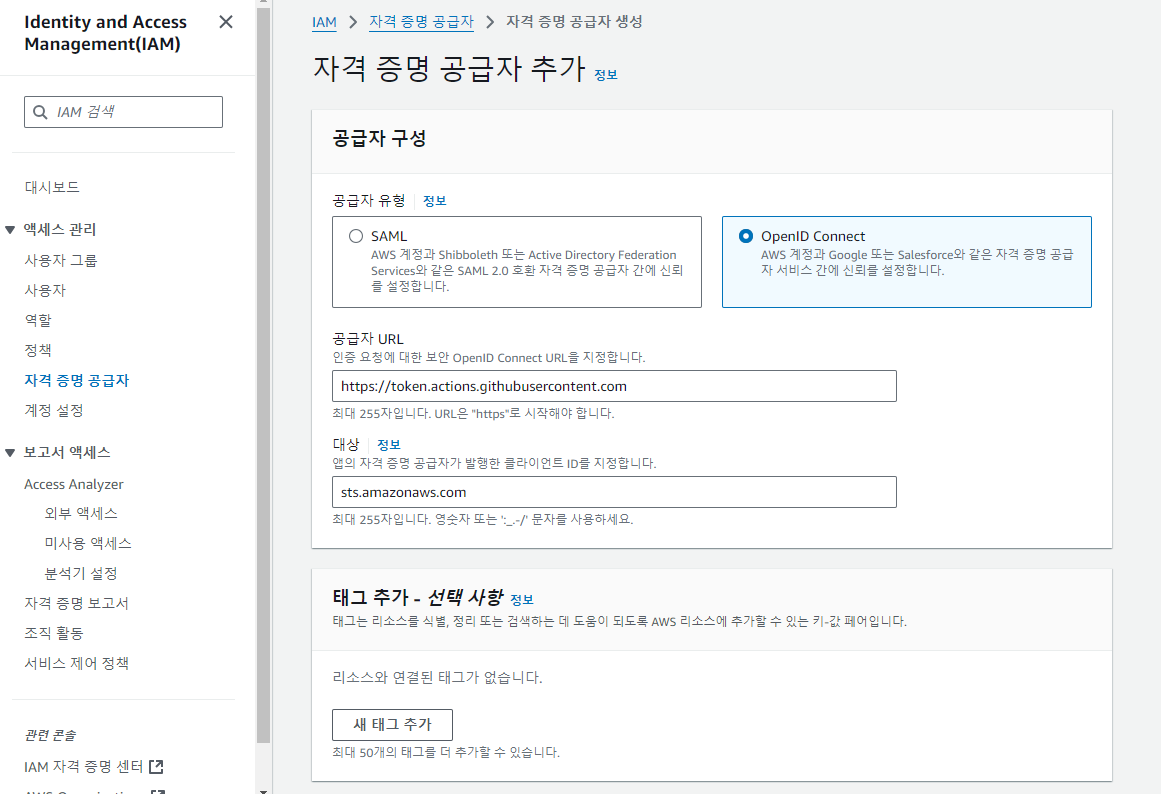 Identity and Access
Management(IAM)
IAM 검색
대시보드
액세스 관리
사용자 그룹
사용자
역할
정책
자격 증명 공급자
계정 설정
보고서 액세스
Access Analyzer
외부 액세스
미사용 액세스
분석기 설정
자격 증명 보고서
조직 활동
서비스 제어 정책
관련 콘솔
IAM 자격 증명 센터
IAM > 자격 증명 공급자 > 자격 증명 공급자 생성
자격 증명 공급자 추가 정보
공급자 구성
공급자 유형 정보
SAML
AWS 계정과 Shibboleth 또는 Active Directory Federation
Services와 같은 SAML 2.0 호환 자격 증명 공급자 간에 신뢰
를 설정합니다.
OpenID Connect
AWS 계정과 Google 또는 Salesforce와 같은 자격 증명 공급
자 서비스 간에 신뢰를 설정합니다.
공급자 URL
인증 요청에 대한 보안 OpenID Connect URL을 지정합니다.
https://token.actions.githubusercontent.com
최대 255자입니다. URL은 "https"로 시작해야 합니다.
대상 정보
앱의 자격 증명 공급자가 발행한 클라이언트 ID를 지정합니다.
sts.amazonaws.com
최대 255자입니다. 영숫자 또는 ':_.-/' 문자를 사용하세요.
태그 추가 - 선택 사항 정보
태그는 리소스를 식별, 정리 또는 검색하는 데 도움이 되도록 AWS 리소스에 추가할 수 있는 키-값 페어입니다.
리소스와 연결된 태그가 없습니다.
새 태그 추가
최대 50개의 태그를 더 추가할 수 있습니다.